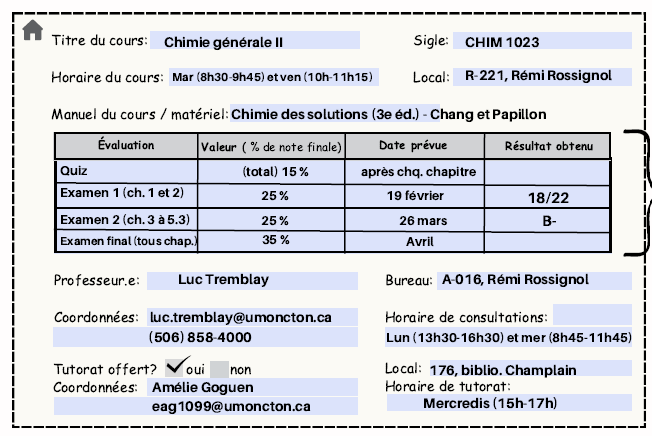 Titre du cours: Chimie générale II Sigle: CHIM 1023
Horaire du cours: Mar (8h30-9h45) et ven (10h-11h15) Local: R-221, Rémi Rossignol
Manuel du cours / matériel: Chimie des solutions (3e éd.) - Chang et Papillon
Évaluation Valeur ( % de note finale) Date prévue Résultat obtenu
Quiz (total) 15 % après chq. chapitre
Examen 1 (ch. 1 et 2) 25 % 19 février 18/22
Examen 2 (ch. 3 à 5.3) 25 % 26 mars B-
Examen final (tous chap.) 35 % Avril
Professeur.e: Luc Tremblay Bureau: A-016, Rémi Rossignol
Coordonnées: luc.tremblay@umoncton.ca Horaire de consultations:
(506) 858-4000 Lun (13h30-16h30) et mer (8h45-11h45)
Tutorat offert? oui non Local: 176, biblio. Champlain
Coordonnées: Amélie Goguen Horaire de tutorat:
eag1099@umoncton.ca Mercredis (15h-17h)